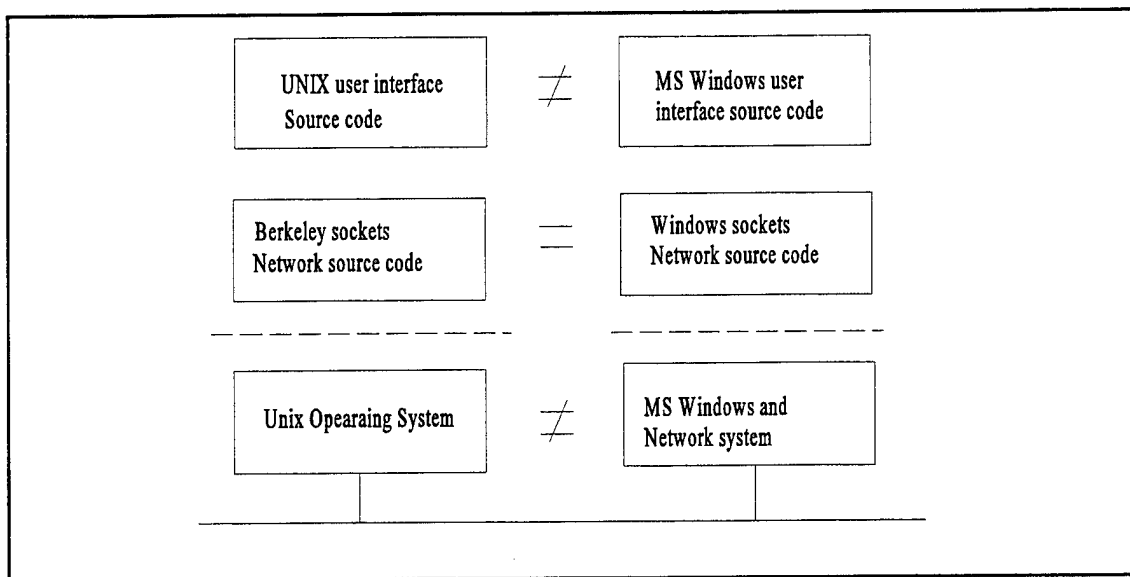 UNIX user interface
Source code
≠
MS Windows user
interface source code
Berkeley sockets
Network source code
=
Windows sockets
Network source code
Unix Opearaing System
≠
MS Windows and
Network system